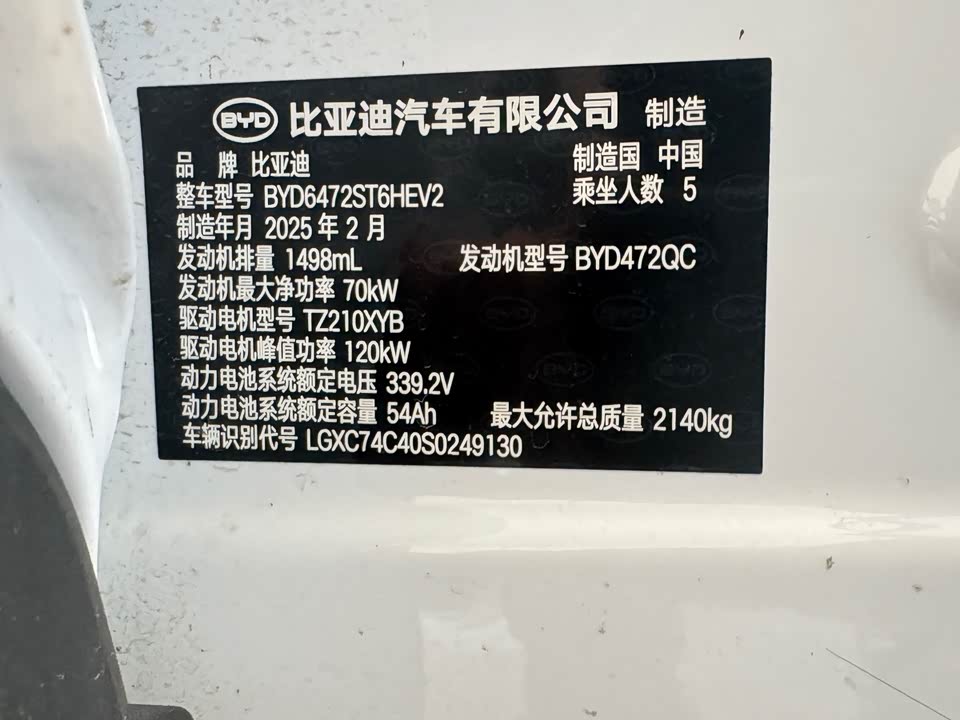 BYD 比亚迪汽车有限公司 制造
品 牌 比亚迪 制造国 中国
整车型号 BYD6472ST6HEV2 乘坐人数 5
制造年月 2025 年 2 月
发动机排量 1498mL 发动机型号 BYD472QC
发动机最大净功率 70kW
驱动电机型号 TZ210XYB
驱动电机峰值功率 120kW
动力电池系统额定电压 339.2V
动力电池系统额定容量 54Ah 最大允许总质量 2140kg
车辆识别代号 LGXC74C40S0249130